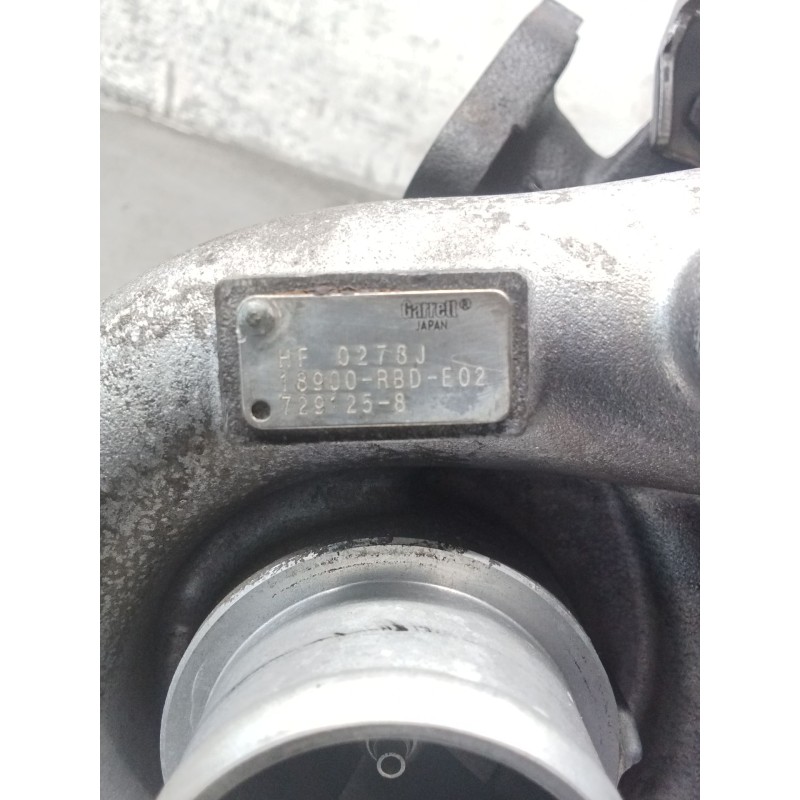 Garrett®
JAPAN
HF 0278J
18900-RBD-E02
729125-8